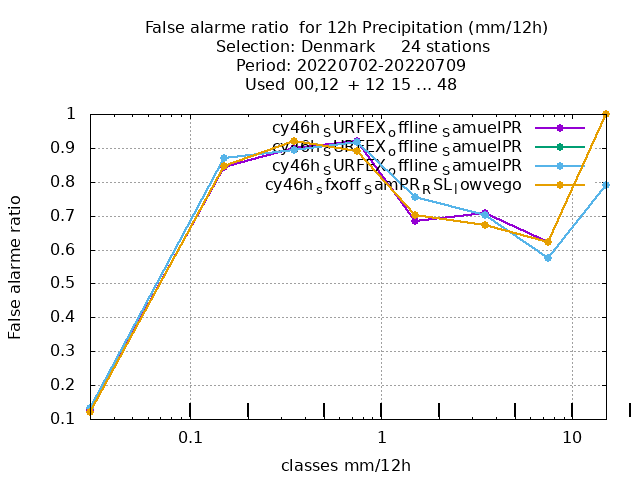 False alarme ratio for 12h Precipitation (mm/12h)
Selection: Denmark 24 stations
Period: 20220702-20220709
Used 00,12 + 12 15 ... 48
1
0.9
0.8
0.7
0.6
0.5
0.4
0.3
0.2
0.1
False alarme ratio
cy46h_SURFEX_offline_SamuelPR
cy46h_SURFEX_offline_SamuelPR
cy46h_SURFEX_offline_SamuelPR
cy46h_sfxoff_SamPR_RSL_lowvego
0.1 1 10
classes mm/12h